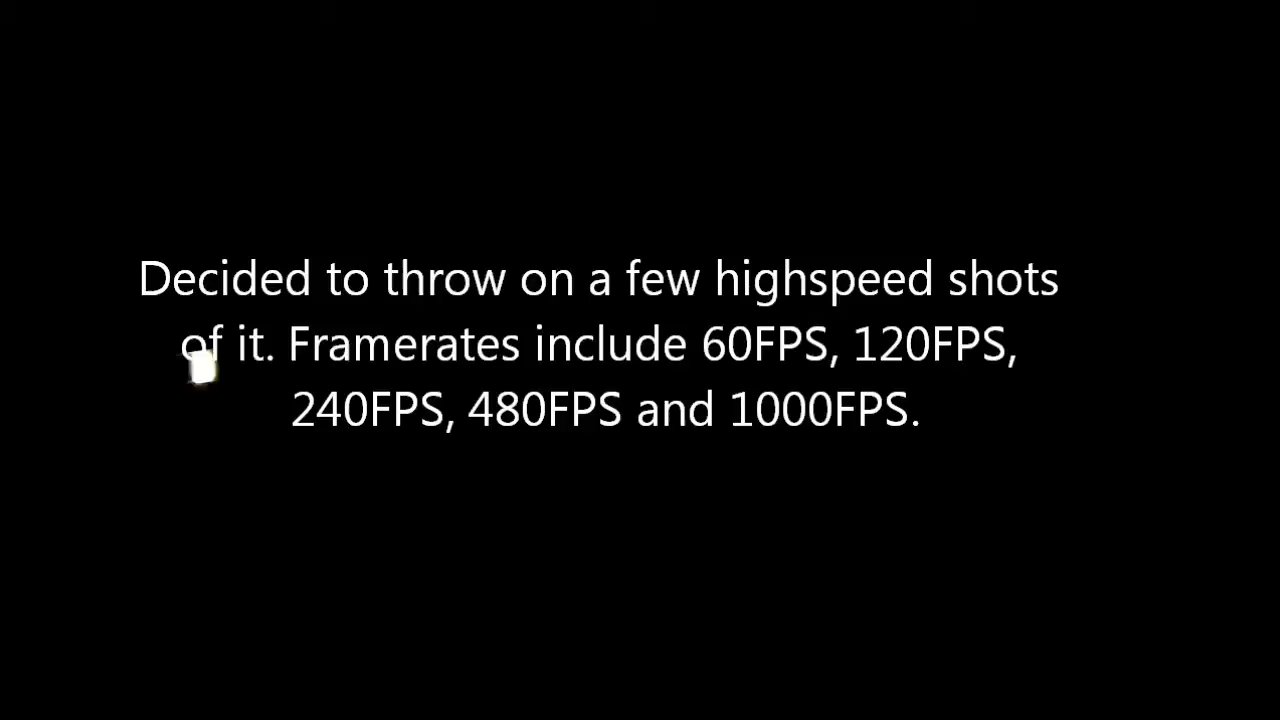 Decided to throw on a few highspeed shots
of it. Framerates include 60FPS, 120FPS,
240FPS, 480FPS and 1000FPS.